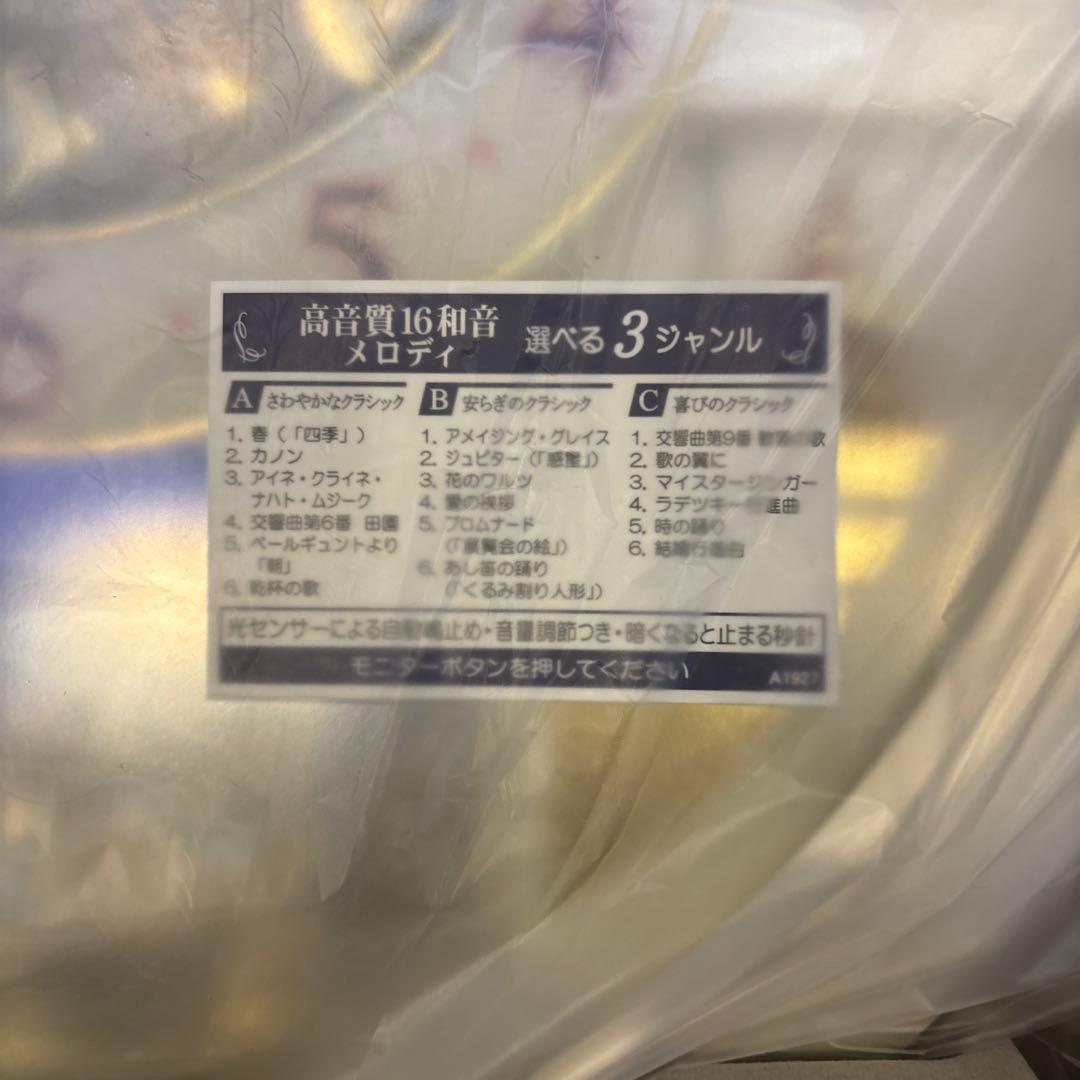 5
高音質16和音
メロディ
選べる3ジャンル
A さわやかなクラシック
1. 春(「四季」)
2. カノン
3. アイネ・クライネ・
ナハト・ムジーク
4. 交響曲第6番 田園
5. ペールギュントより
「朝」
6. 乾杯の歌
B 安らぎのクラシック
1. アメイジング・グレイス
2. ジュピター(「惑星」)
3. 花のワルツ
4. 愛の挨拶
5. プロムナード
(「展覧会の絵」)
6. あし笛の踊り
(「くるみ割り人形」)
C 喜びのクラシック
1. 交響曲第9番 歓喜の歌
2. 歌の翼に
3. マイスタージンガー
4. ラデツキー行進曲
5. 時の踊り
6. 結婚行進曲
光センサーによる自動鳴止め・音量調節つき・暗くなると止まる秒針
モニターボタンを押してください
A1927